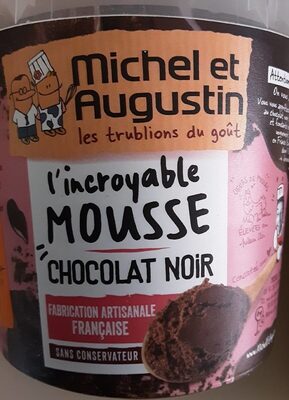 Michel et
Augustin
les trublions du goût
l'incroyable
MOUSSE
CHOCOLAT NOIR
FABRICATION ARTISANALE
FRANÇAISE
SANS CONSERVATEUR